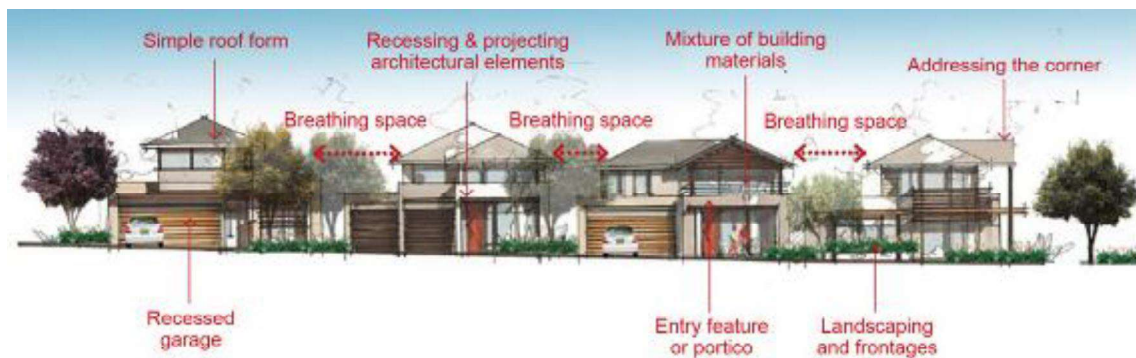 Simple roof form
Recessing & projecting
architectural elements
Mixture of building
materials
Addressing the corner
Breathing space
Breathing space
Breathing space
Recessed
garage
Entry feature
or portico
Landscaping
and frontages